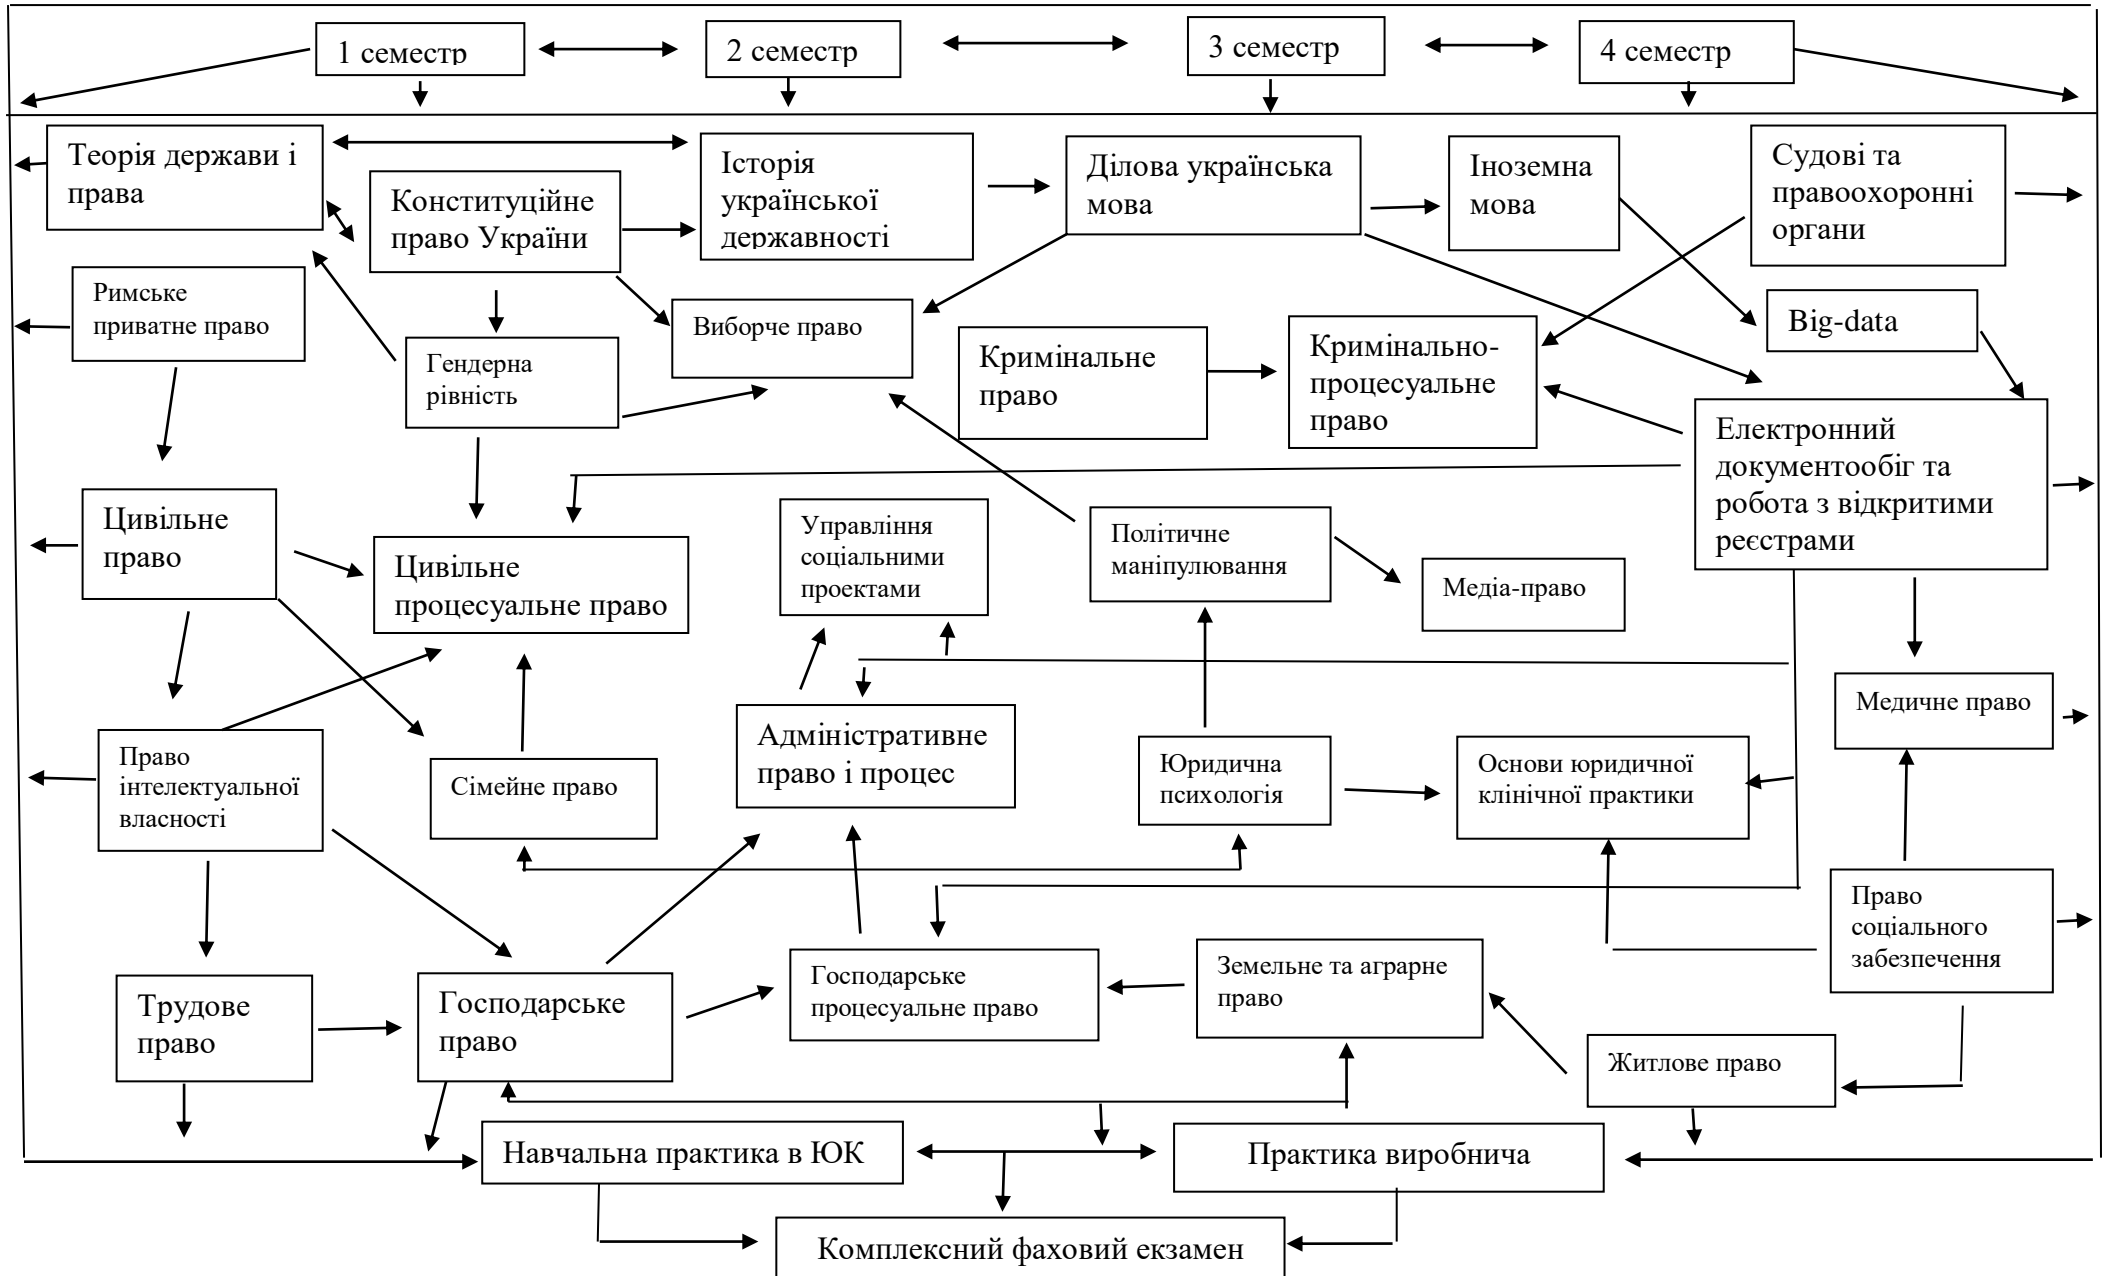 1 семестр
2 семестр
3 семестр
4 семестр
Теорія держави і
права
Конституційне
право України
Історія
української
державності
Ділова українська
мова
Іноземна
мова
Судові та
правоохоронні
органи
Римське
приватне право
Гендерна
рівність
Виборче право
Кримінальне
право
Кримінально-
процесуальне
право
Big-data
Електронний
документообіг та
робота з відкритими
реєстрами
Цивільне
право
Цивільне
процесуальне право
Управління
соціальними
проектами
Політичне
маніпулювання
Медіа-право
Медичне право
Право
інтелектуальної
власності
Сімейне право
Адміністративне
право і процес
Юридична
психологія
Основи юридичної
клінічної практики
Право
соціального
забезпечення
Трудове
право
Господарське
право
Господарське
процесуальне право
Земельне та аграрне
право
Житлове право
Навчальна практика в ЮК
Практика виробнича
Комплексний фаховий екзамен